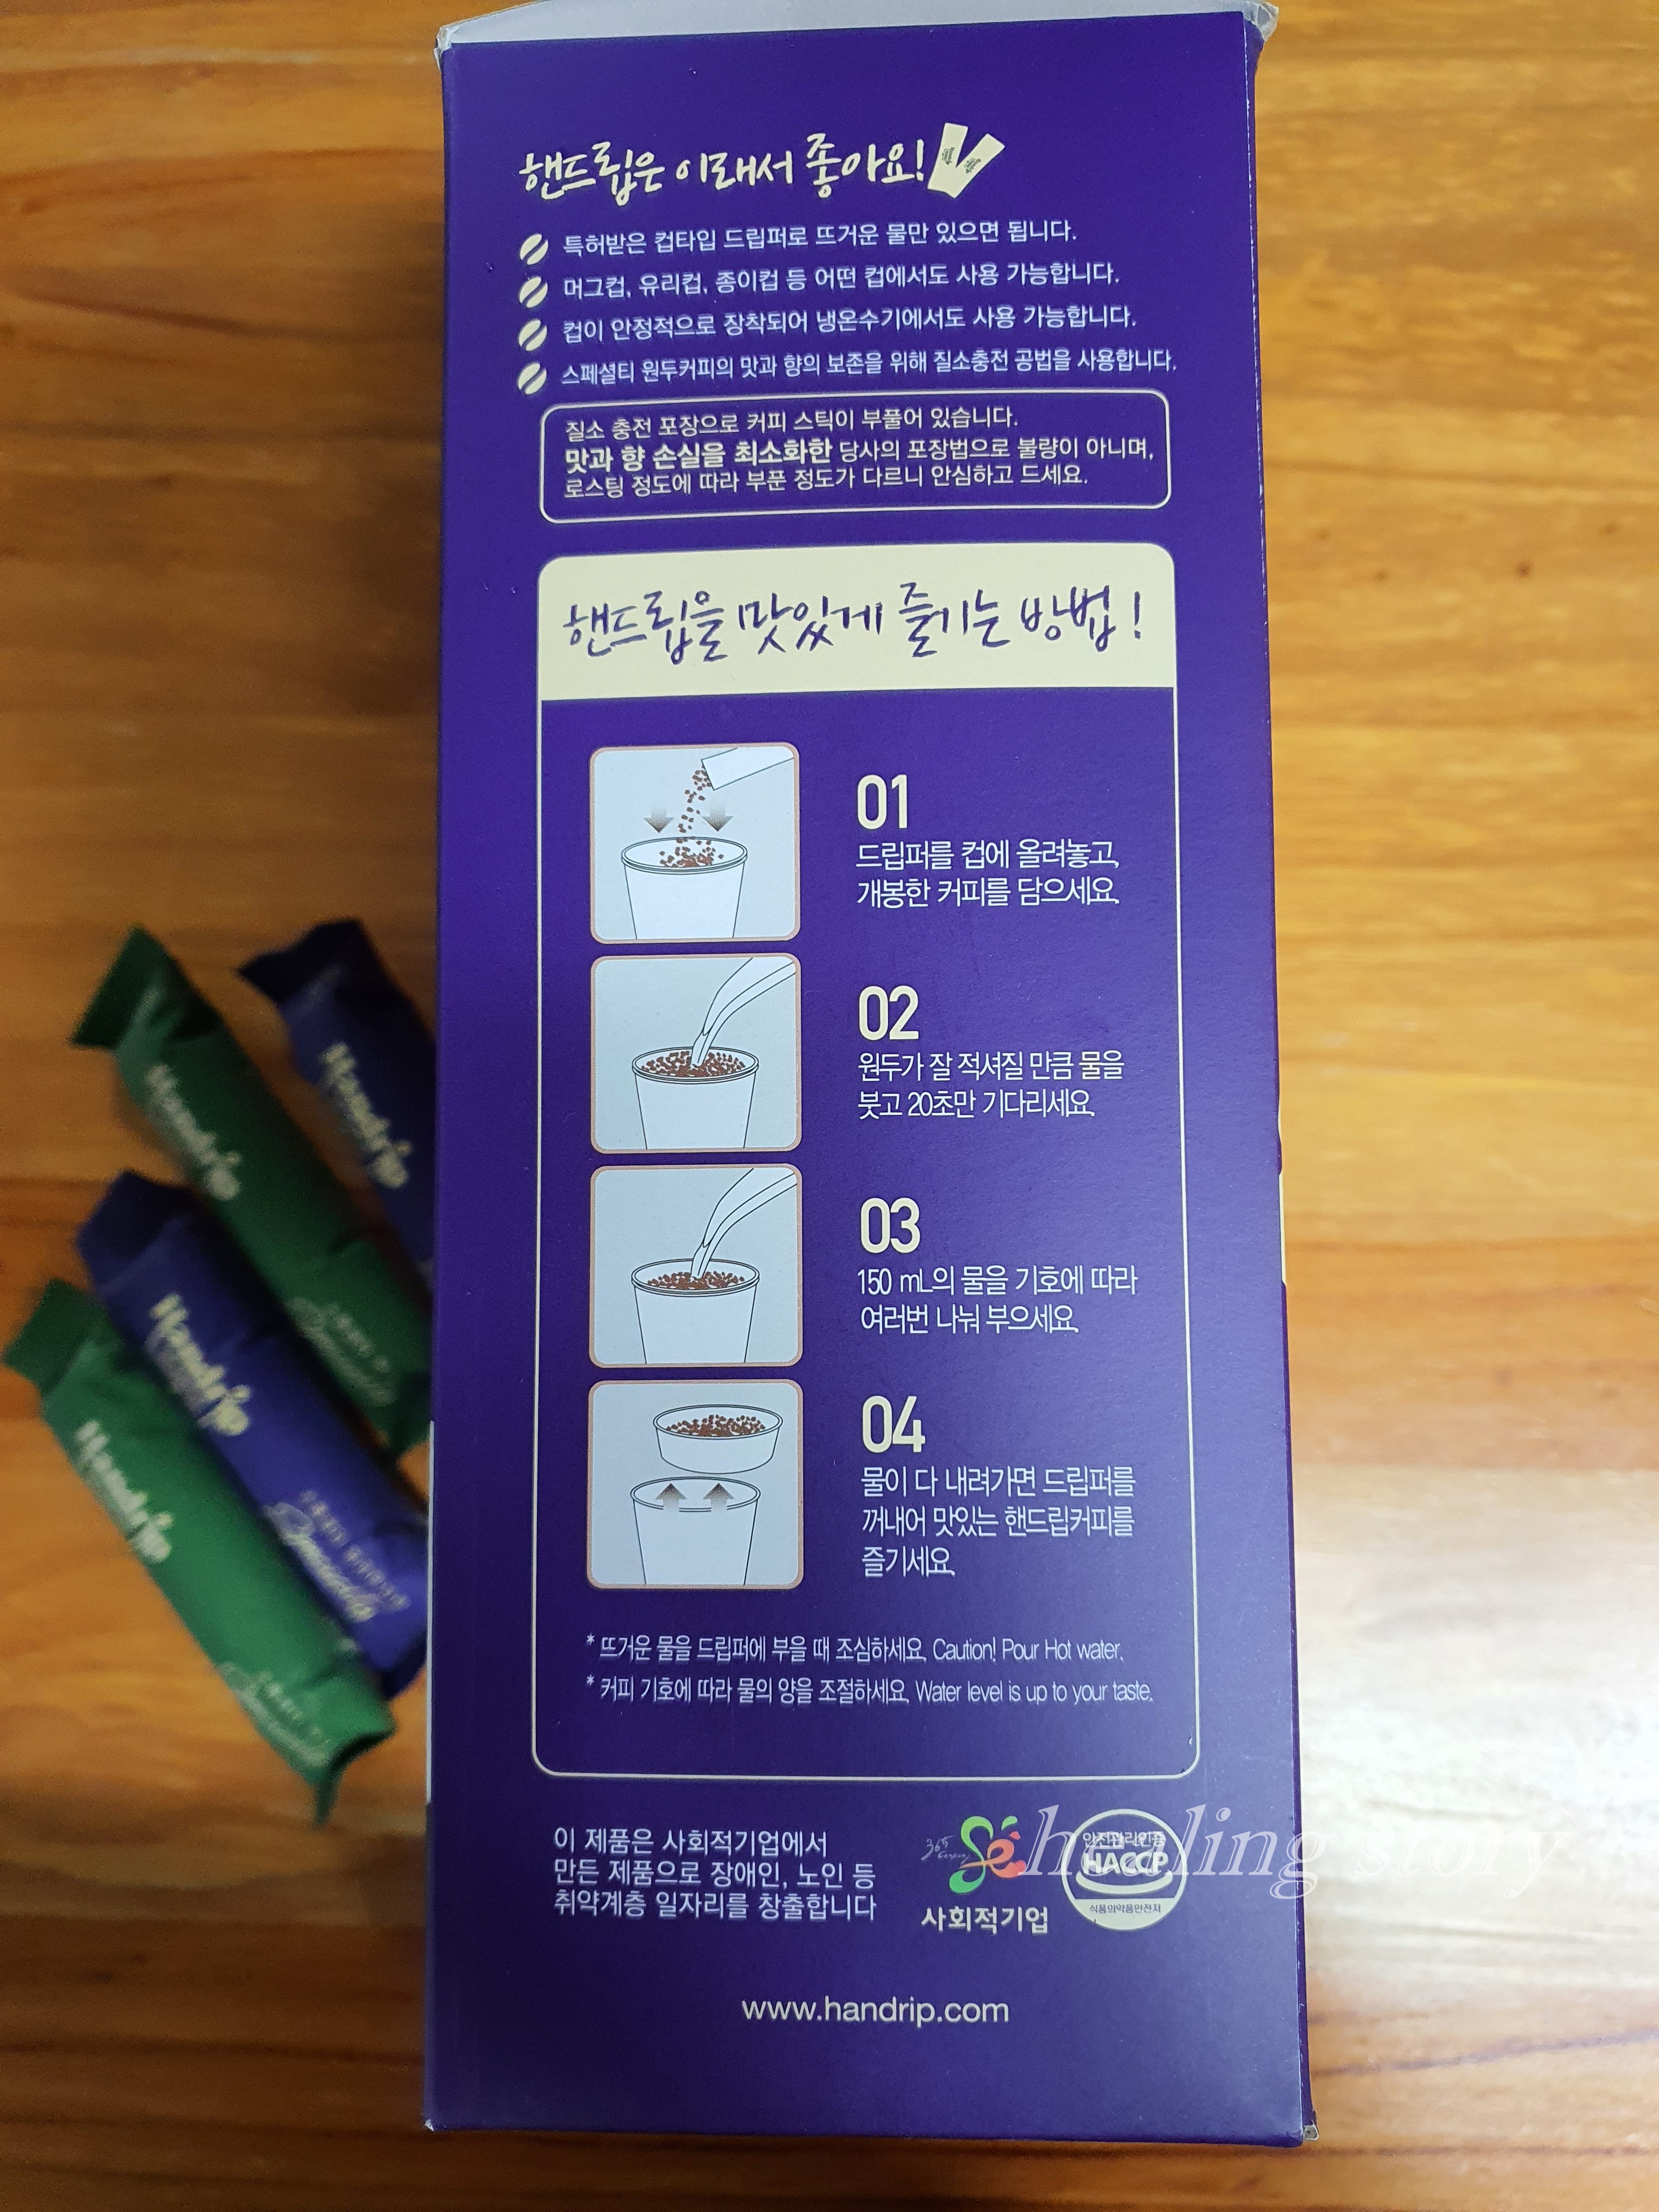 핸드립은 이래서 좋아요!
특허받은 컵타입 드립퍼로 뜨거운 물만 있으면 됩니다.
머그컵, 유리컵, 종이컵 등 어떤 컵에서도 사용 가능합니다.
컵이 안정적으로 장착되어 냉온수기에서도 사용 가능합니다.
스페셜티 원두커피의 맛과 향의 보존을 위해 질소충전 공법을 사용합니다.
질소 충전 포장으로 커피 스틱이 부풀어 있습니다.
맛과 향 손실을 최소화한 당사의 포장법으로 불량이 아니며,
로스팅 정도에 따라 부푼 정도가 다르니 안심하고 드세요.
핸드립을 맛있게 즐기는 방법!
01
드립퍼를 컵에 올려놓고,
개봉한 커피를 담으세요.
02
원두가 잘 적셔질 만큼 물을
붓고 20초만 기다리세요.
03
150 mL의 물을 기호에 따라
여러번 나눠 부으세요.
04
물이 다 내려가면 드립퍼를
꺼내어 맛있는 핸드립커피를
즐기세요.
* 뜨거운 물을 드립퍼에 부을 때 조심하세요. Caution! Pour Hot water.
* 커피 기호에 따라 물의 양을 조절하세요. Water level is up to your taste.
이 제품은 사회적기업에서
만든 제품으로 장애인, 노인 등
취약계층 일자리를 창출합니다
사회적기업
안전관리인증
HACCP
식품의약품안전처
healing story
www.handrip.com
Handrip
Handrip
Handrip
Handrip